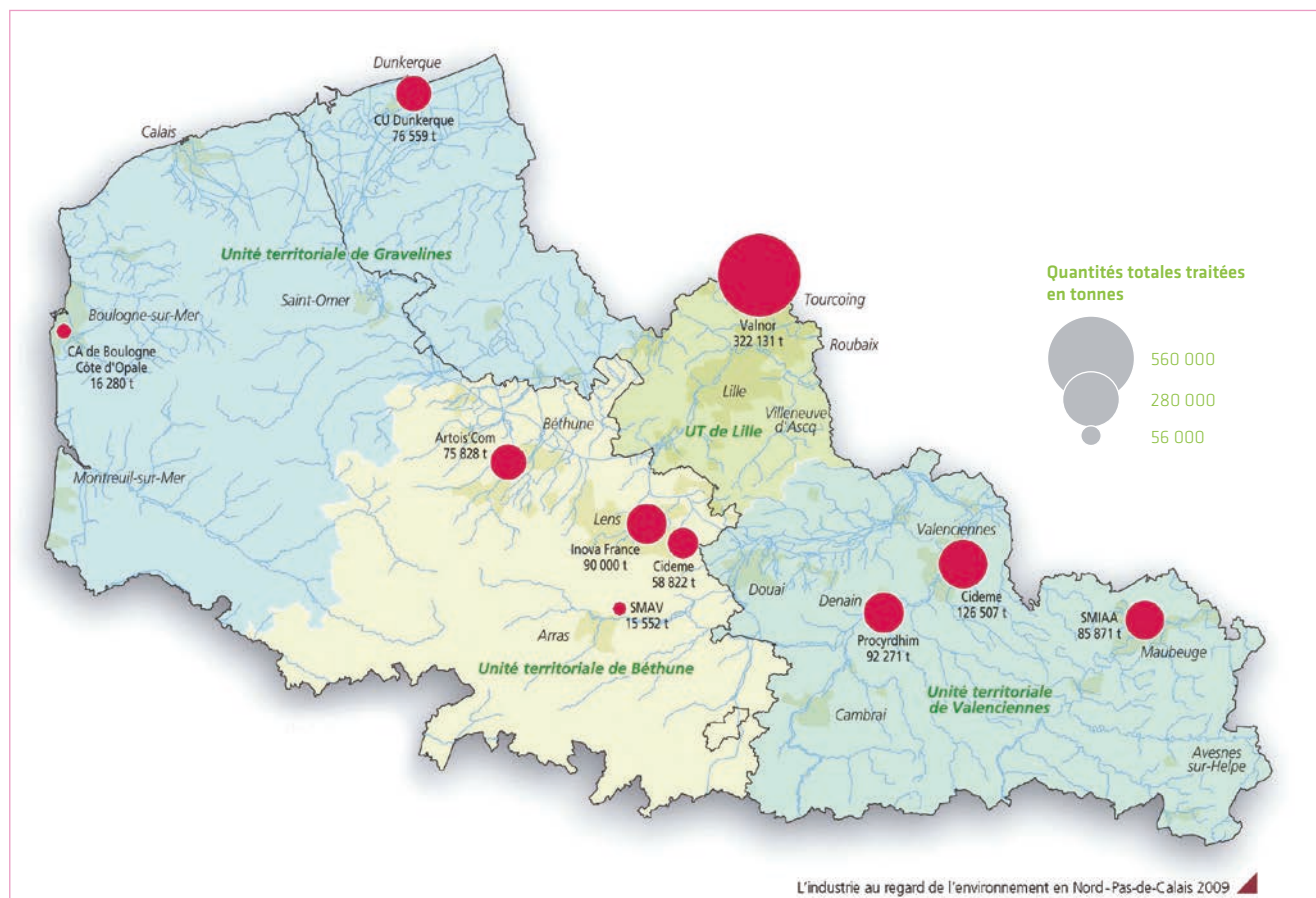 Dunkerque
CU Dunkerque
76 559 t
Calais
Unité territoriale de Gravelines
Saint-Omer
Boulogne-sur-Mer
CA de Boulogne
Côte d'Opale
16 280 t
Montreuil-sur-Mer
Valnor
322 131 t
Tourcoing
Roubaix
Lille
Villeneuve
d'Ascq
UT de Lille
Béthune
Artois'Com
75 828 t
Lens
Inova France
90 000 t
Cideme
58 822 t
SMAV
15 552 t
Arras
Unité territoriale de Béthune
Douai
Denain
Valenciennes
Cideme
126 507 t
Procyrdhim
92 271 t
SMIAA
85 871 t
Maubeuge
Unité territoriale
de Valenciennes
Cambrai
Avesnes
sur-Helpe
Quantités totales traitées
en tonnes
560 000
280 000
56 000
L'industrie au regard de l'environnement en Nord-Pas-de-Calais 2009